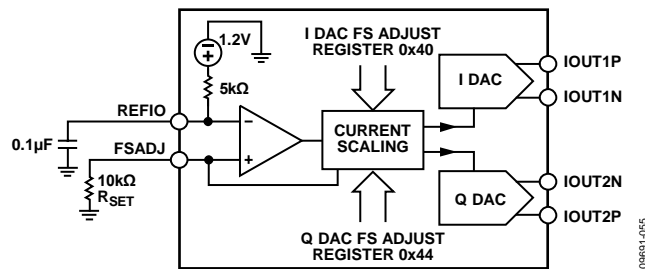 1.2V
I DAC FS ADJUST
REGISTER 0x40
5kΩ
REFIO
0.1µF
FSADJ
10kΩ
RSET
–
+
CURRENT
SCALING
I DAC
IOUT1P
IOUT1N
Q DAC
IOUT2N
IOUT2P
Q DAC FS ADJUST
REGISTER 0x44
09691-055